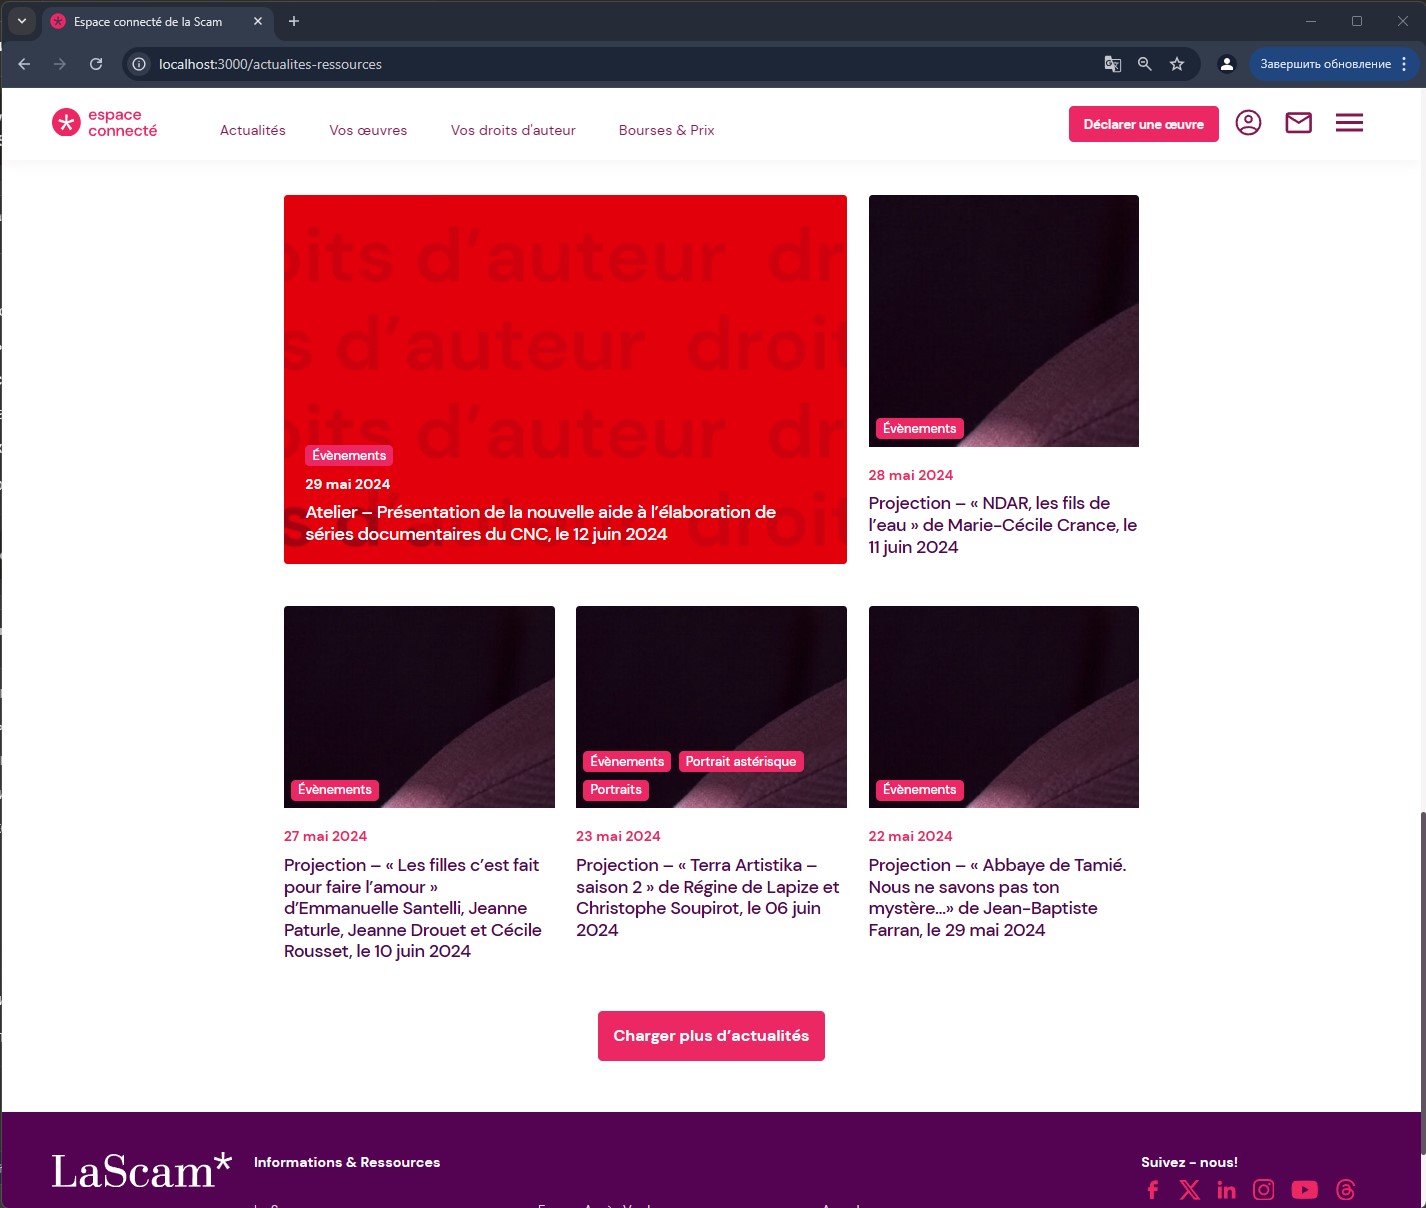 Espace connecté de la Scam
localhost:3000/actualites-ressources
Завершить обновление
espace
connecté
Actualités
Vos œuvres
Vos droits d'auteur
Bourses & Prix
Déclarer une œuvre
oits d'auteur dr
s d'auteur droit
oits d'auteur dr
s d'a droit
Évènements
29 mai 2024
Atelier – Présentation de la nouvelle aide à l'élaboration de
séries documentaires du CNC, le 12 juin 2024
Évènements
28 mai 2024
Projection – « NDAR, les fils de
l'eau » de Marie-Cécile Crance, le
11 juin 2024
Évènements
27 mai 2024
Projection – « Les filles c'est fait
pour faire l'amour »
d'Emmanuelle Santelli, Jeanne
Paturle, Jeanne Drouet et Cécile
Rousset, le 10 juin 2024
Évènements
Portrait astérisque
Portraits
23 mai 2024
Projection – « Terra Artistika –
saison 2 » de Régine de Lapize et
Christophe Soupirot, le 06 juin
2024
Évènements
22 mai 2024
Projection – « Abbaye de Tamié.
Nous ne savons pas ton
mystère...» de Jean-Baptiste
Farran, le 29 mai 2024
Charger plus d'actualités
LaScam*
Informations & Ressources
Suivez - nous!